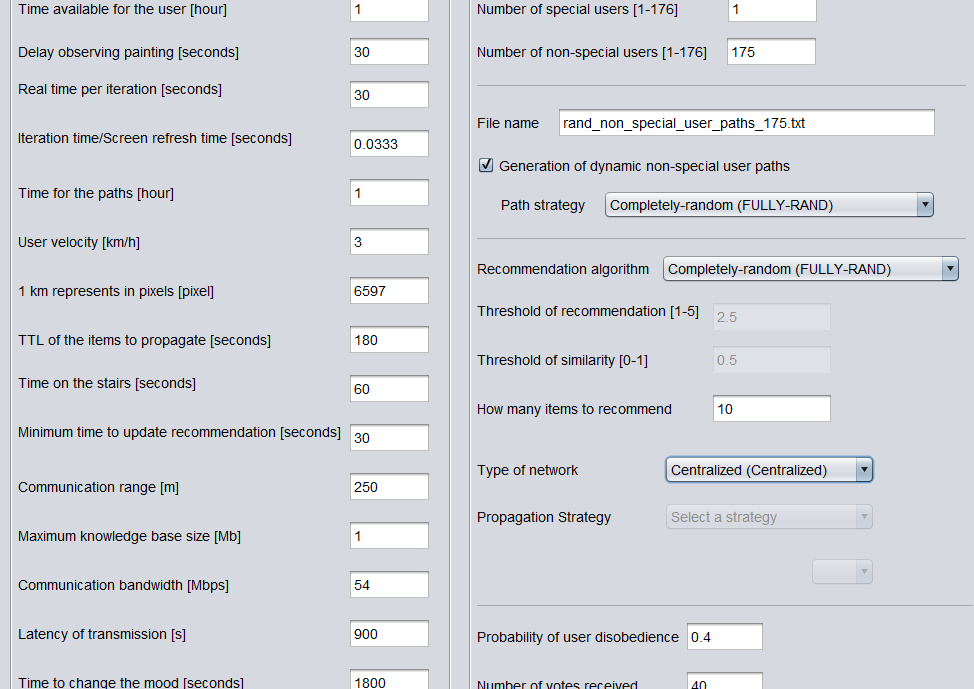 Time available for the user [hour] 1
Delay observing painting [seconds] 30
Real time per iteration [seconds] 30
Iteration time/Screen refresh time [seconds] 0.0333
Time for the paths [hour] 1
User velocity [km/h] 3
1 km represents in pixels [pixel] 6597
TTL of the items to propagate [seconds] 180
Time on the stairs [seconds] 60
Minimum time to update recommendation [seconds] 30
Communication range [m] 250
Maximum knowledge base size [Mb] 1
Communication bandwidth [Mbps] 54
Latency of transmission [s] 900
Time to change the mood [seconds] 1800
Number of special users [1-176] 1
Number of non-special users [1-176] 175
File name rand_non_special_user_paths_175.txt
Generation of dynamic non-special user paths
Path strategy Completely-random (FULLY-RAND)
Recommendation algorithm Completely-random (FULLY-RAND)
Threshold of recommendation [1-5] 2.5
Threshold of similarity [0-1] 0.5
How many items to recommend 10
Type of network Centralized (Centralized)
Propagation Strategy Select a strategy
Probability of user disobedience 0.4
Number of votes received 40